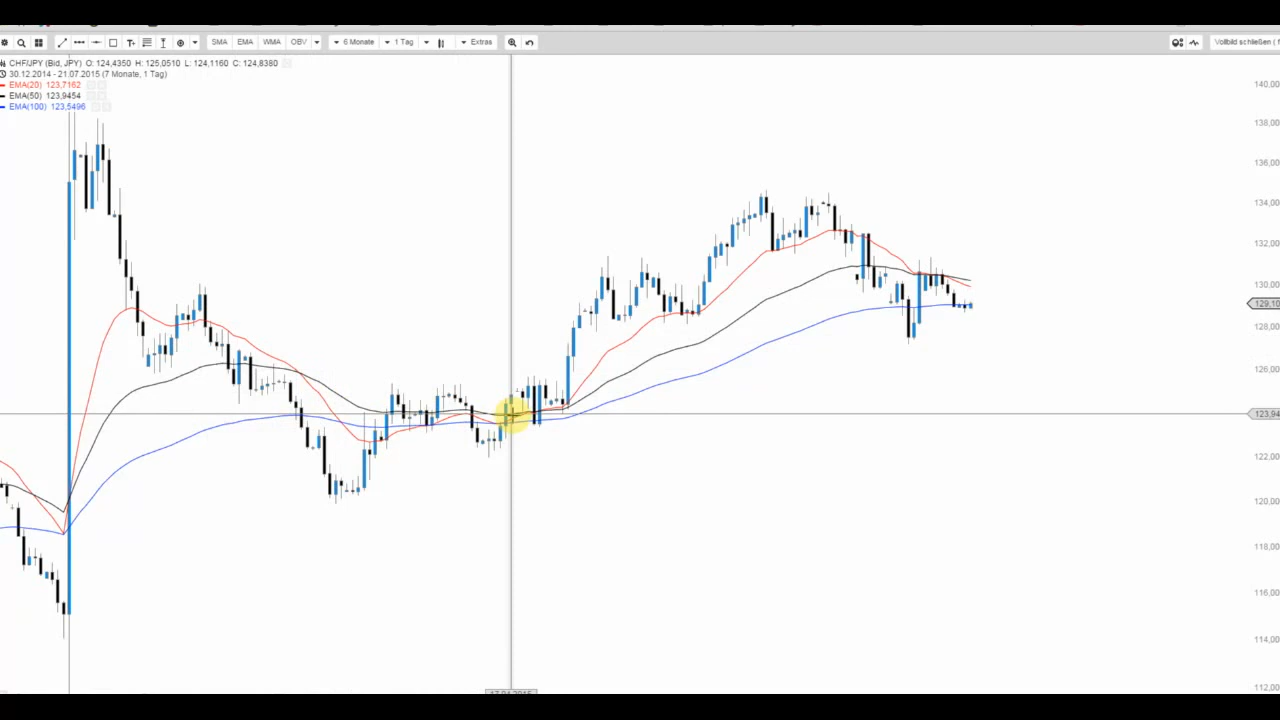 SMA EMA WMA OBV 6 Monate 1 Tag Extras Vollbild schließen (
CHF/JPY (Bid, JPY) O: 124,4350 H: 125,0510 L: 124,1160 C: 124,8380
30.12.2014 - 21.07.2015 (7 Monate, 1 Tag)
EMA(20) 123,7162
EMA(50) 123,9454
EMA(100) 123,5496
140,00
138,00
136,00
134,00
132,00
130,00
129,10
128,00
126,00
123,94
122,00
120,00
118,00
116,00
114,00
112,00